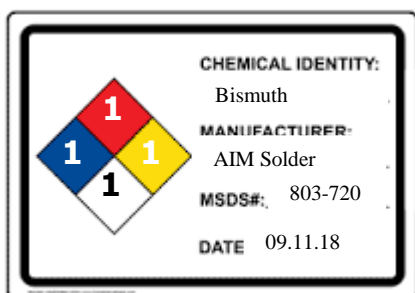 CHEMICAL IDENTITY:
Bismuth
MANUFACTURER:
AIM Solder
MSDS#: 803-720
DATE 09.11.18
1
1 1
1